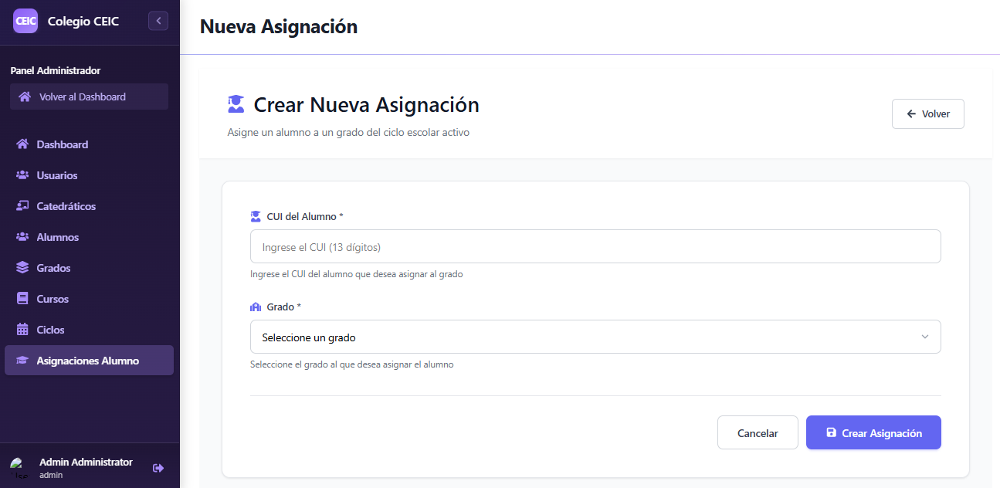 CEIC Colegio CEIC
Panel Administrador
Volver al Dashboard
Dashboard
Usuarios
Catedráticos
Alumnos
Grados
Cursos
Ciclos
Asignaciones Alumno
Admin Administrator
admin
Nueva Asignación
Crear Nueva Asignación
Asigne un alumno a un grado del ciclo escolar activo
Volver
CUI del Alumno *
Ingrese el CUI (13 dígitos)
Ingrese el CUI del alumno que desea asignar al grado
Grado *
Seleccione un grado
Seleccione el grado al que desea asignar el alumno
Cancelar
Crear Asignación